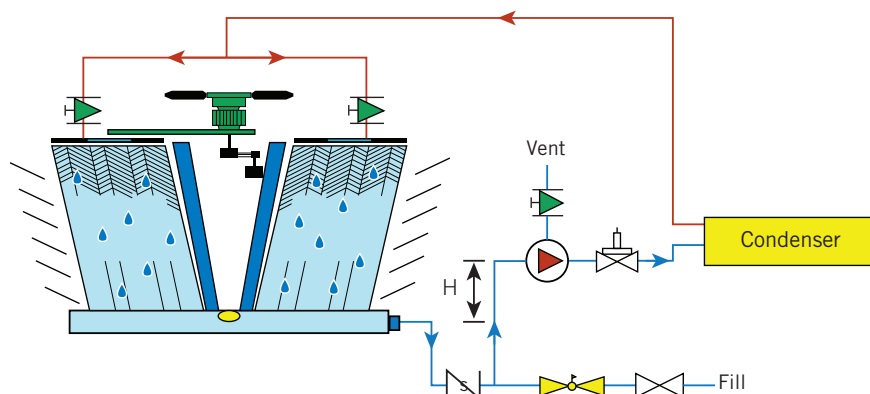 Vent
Condenser
H
s
Fill